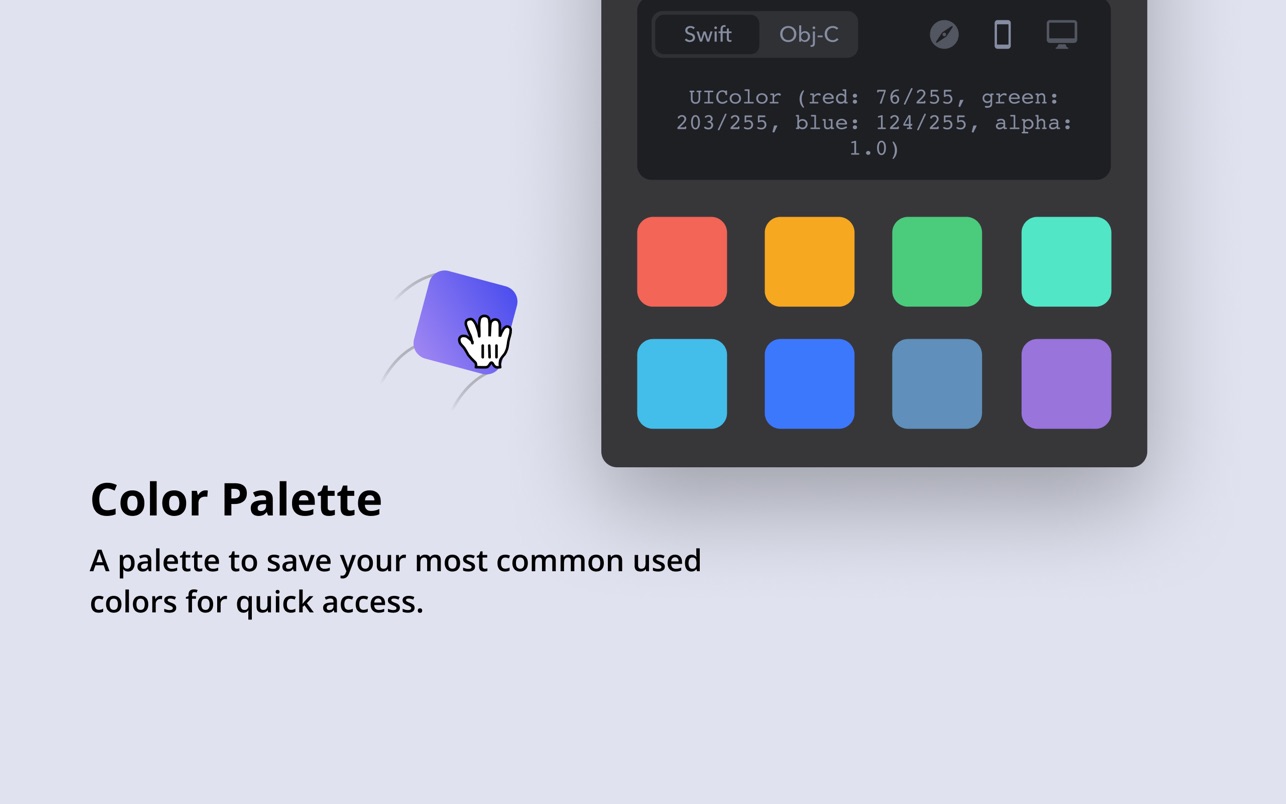 Swift Obj-C
UIColor (red: 76/255, green:
203/255, blue: 124/255, alpha:
1.0)
Color Palette
A palette to save your most common used
colors for quick access.